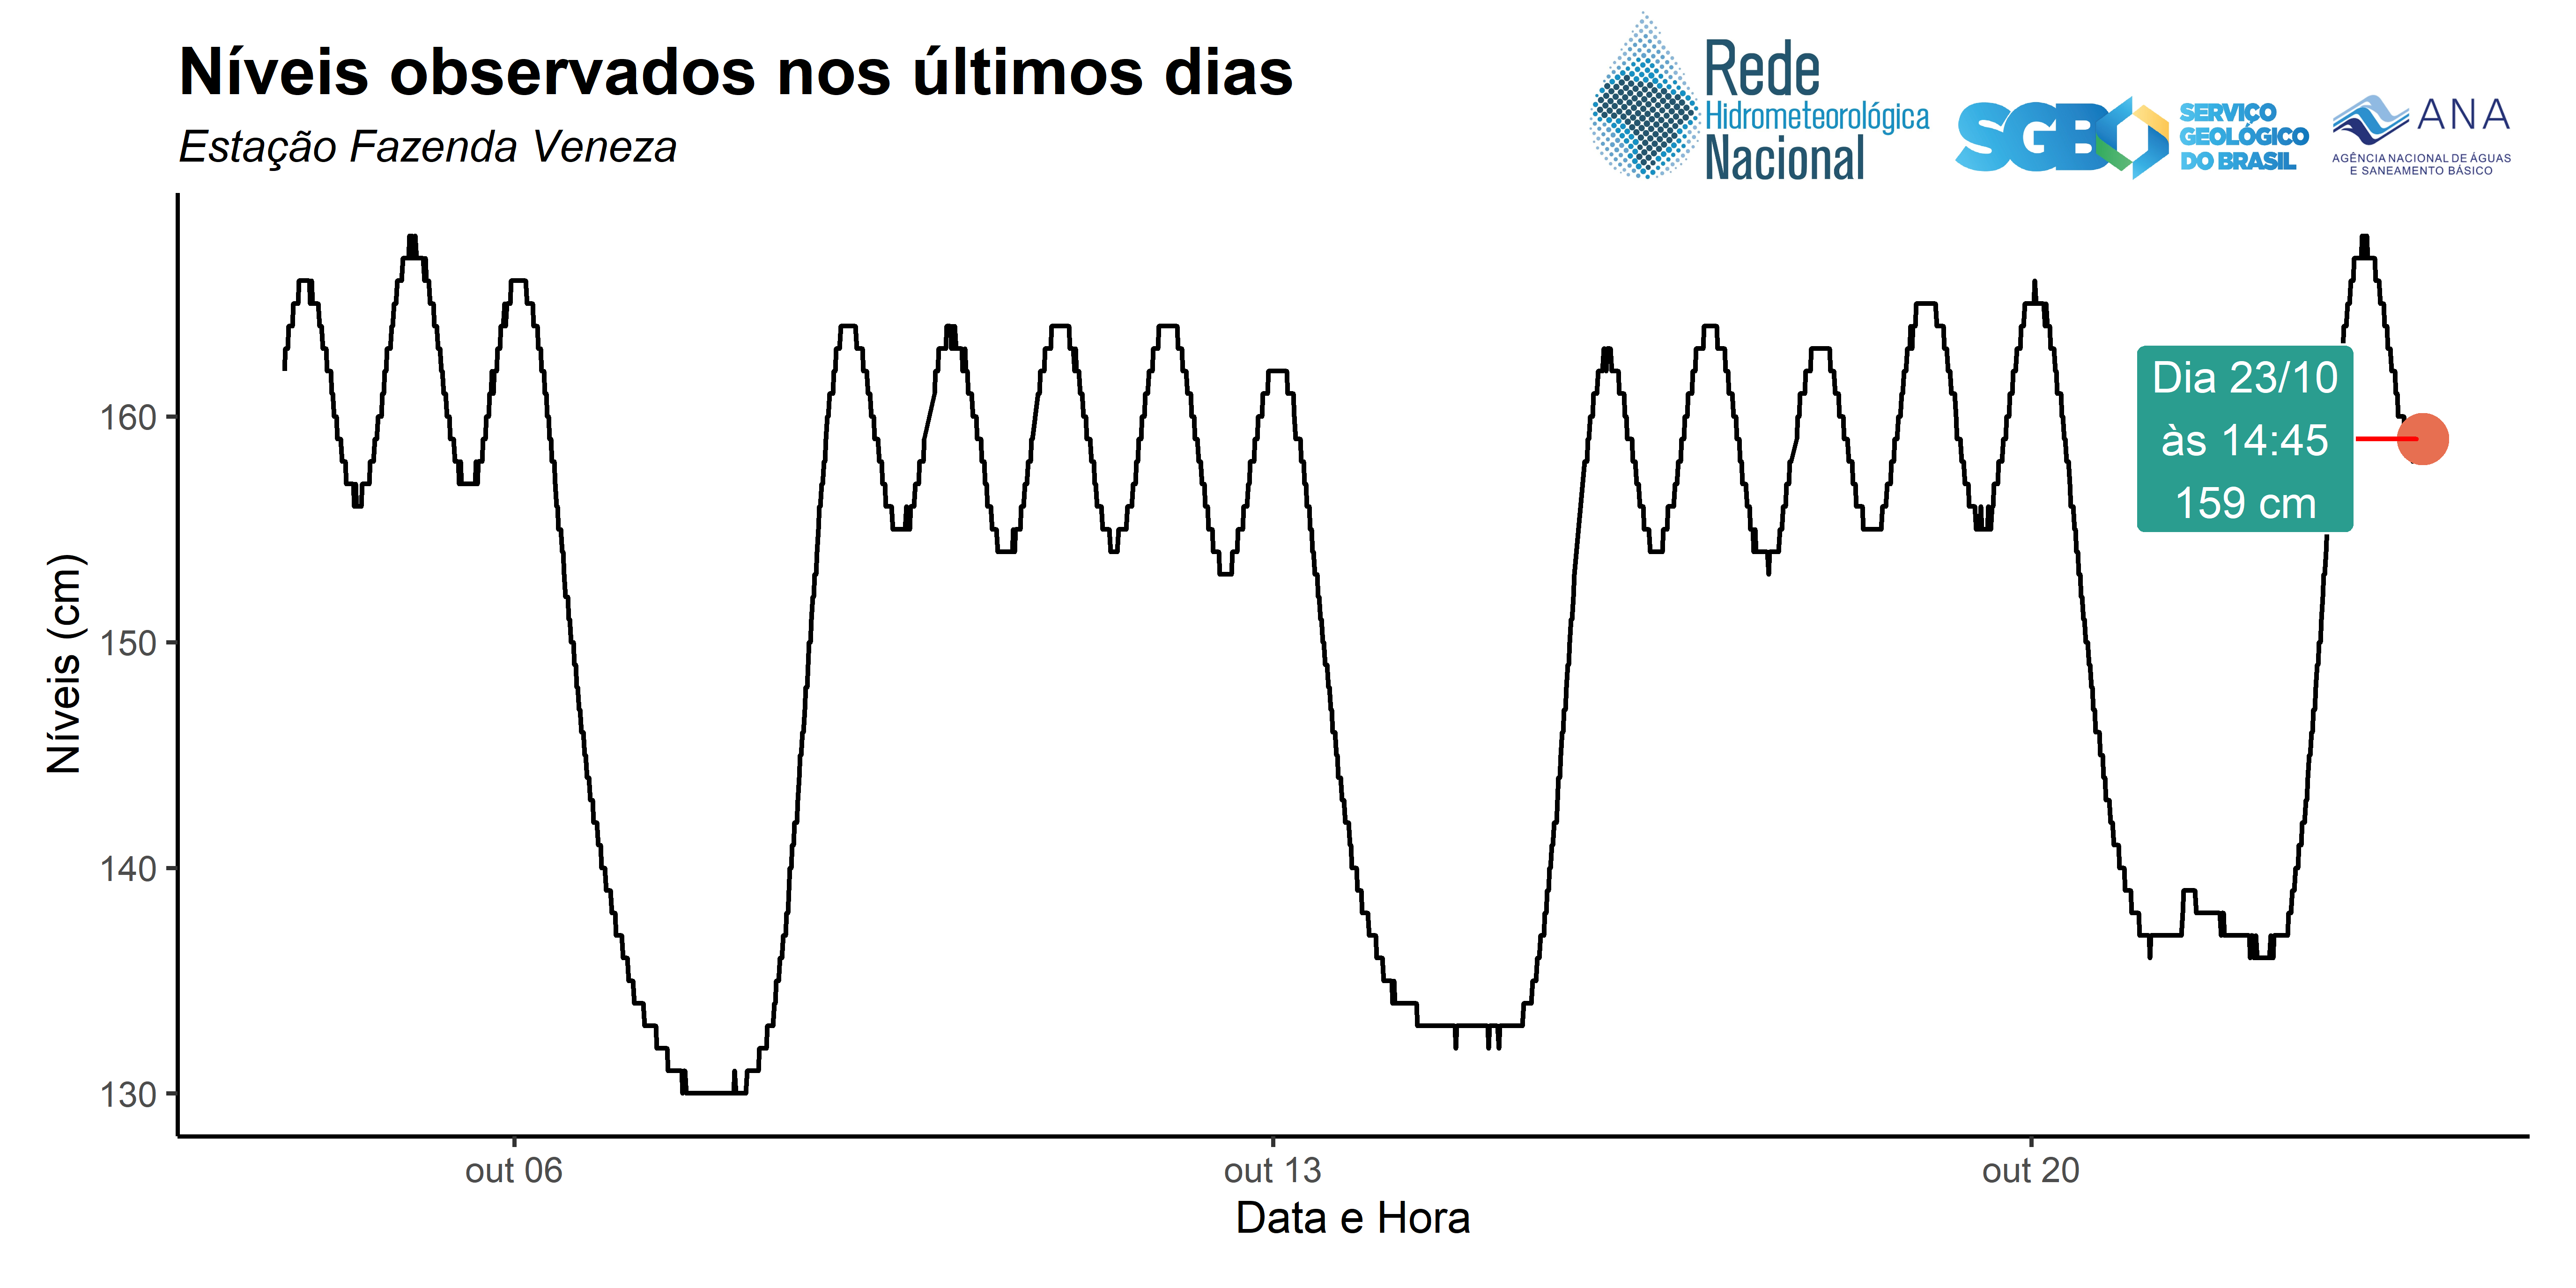 Níveis observados nos últimos dias
Estação Fazenda Veneza
Rede
Hidrometeorológica
Nacional
SGB
SERVIÇO
GEOLÓGICO
DO BRASIL
ANA
AGÊNCIA NACIONAL DE ÁGUAS
E SANEAMENTO BÁSICO
Níveis (cm)
160
150
140
130
Dia 23/10
às 14:45
159 cm
out 06
out 13
out 20
Data e Hora